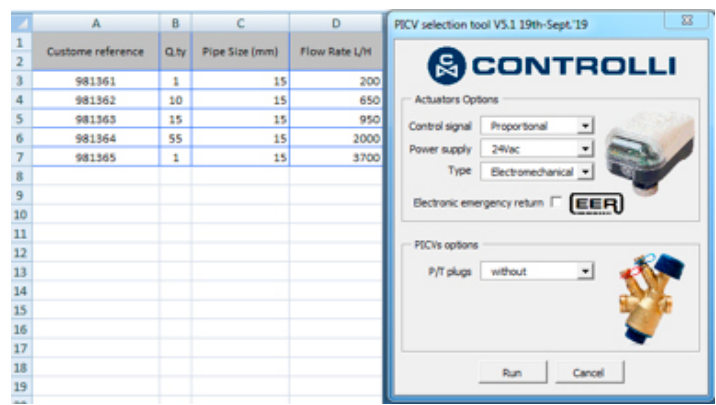 A B C D
1
2
Custome reference Q.ty Pipe Size (mm) Flow Rate L/H
3 981361 1 15 200
4 981362 10 15 650
5 981363 15 15 950
6 981364 55 15 2000
7 981365 1 15 3700
8
9
10
11
12
13
14
15
16
17
18
19
PICV selection tool V5.1 19th-Sept.'19
CONTROLLI
Actuators Options
Control signal Proportional
Power supply 24Vac
Type Electromechanical
Electronic emergency return EER
PICVs options
P/T plugs without
Run Cancel